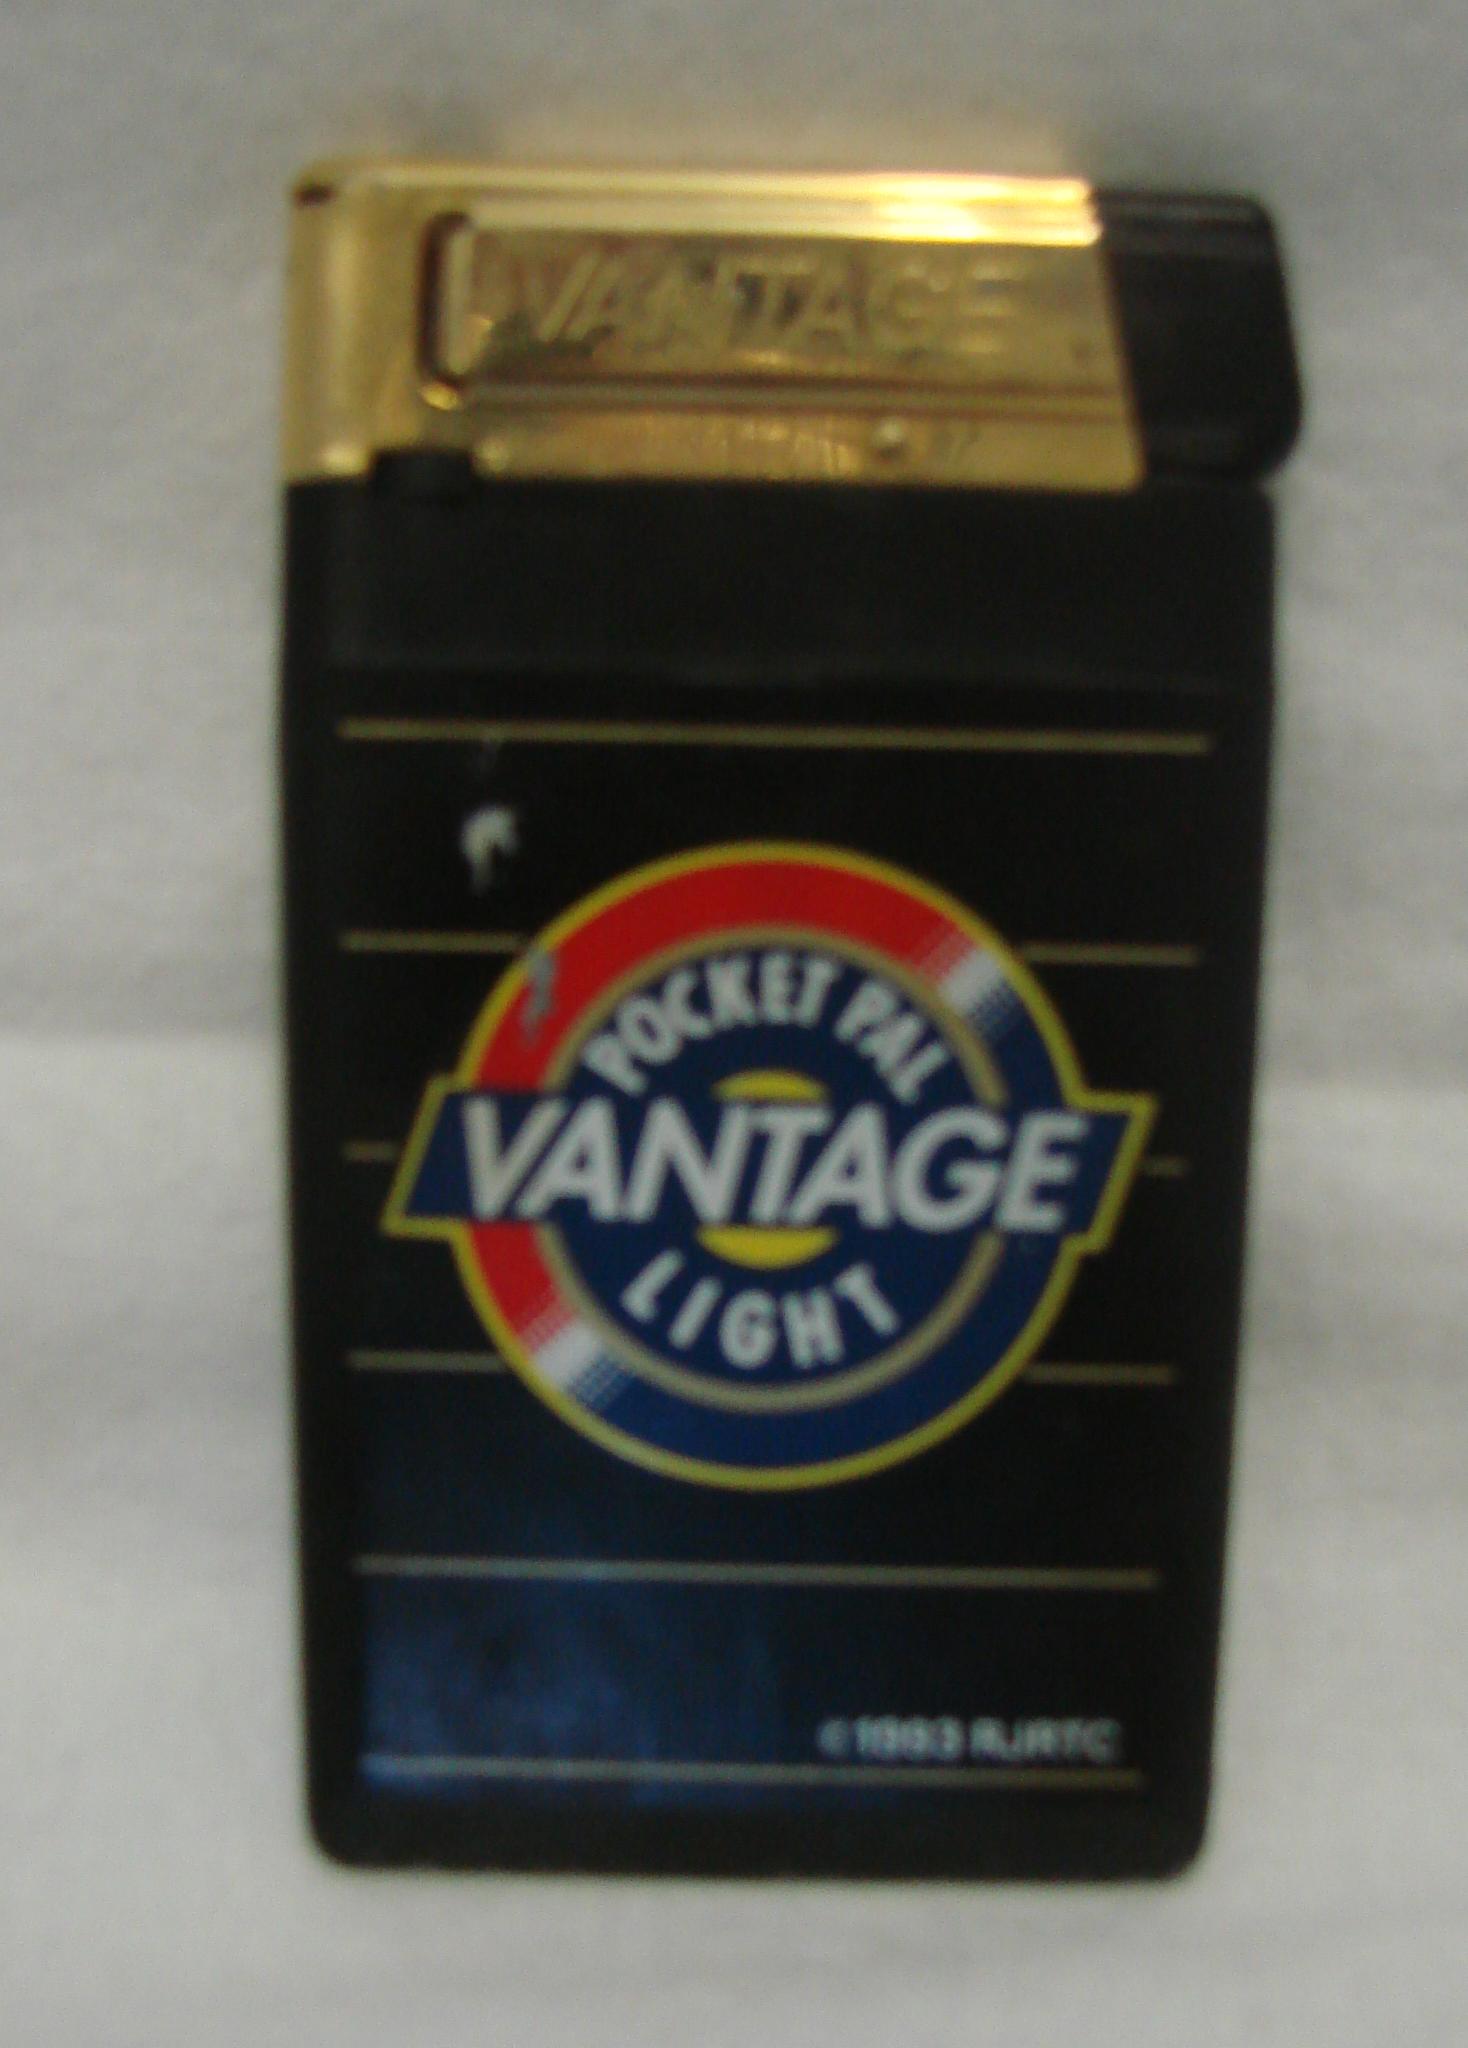 VANTAGE
POCKET PAL
VANTAGE
LIGHT
©1993 RJRTC